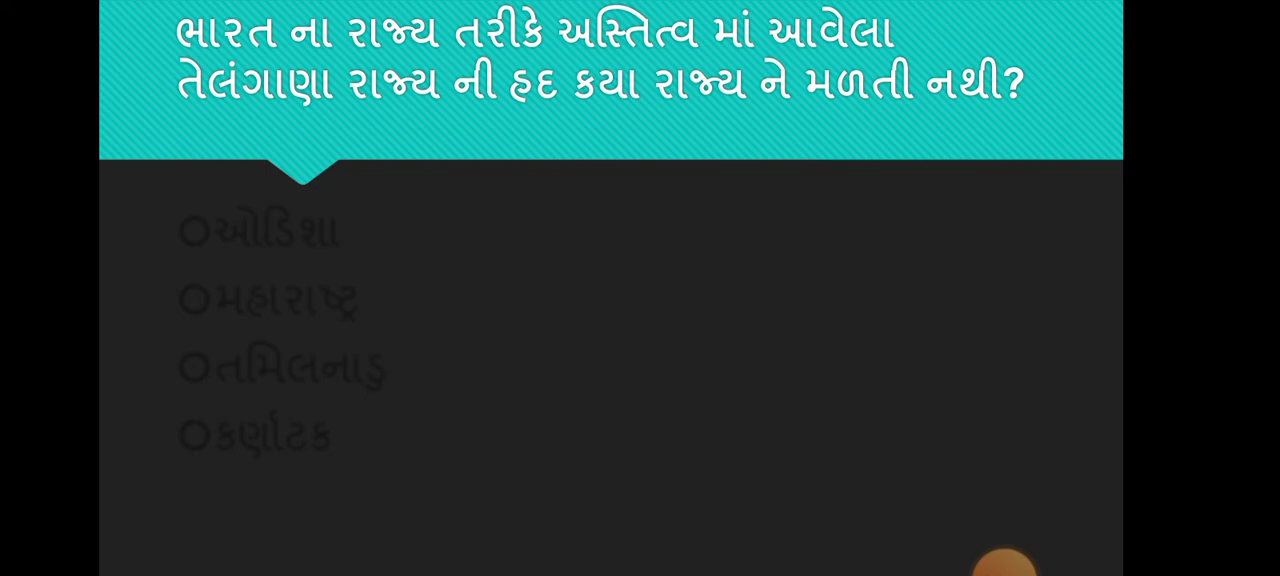 ભારત ના રાજ્ય તરીકે અસ્તિત્વ માં આવેલા
તેલંગાણા રાજ્ય ની હદ કયા રાજ્ય ને મળતી નથી?
ઓડિશા
મહારાષ્ટ્ર
તમિલનાડુ
કર્ણાટક